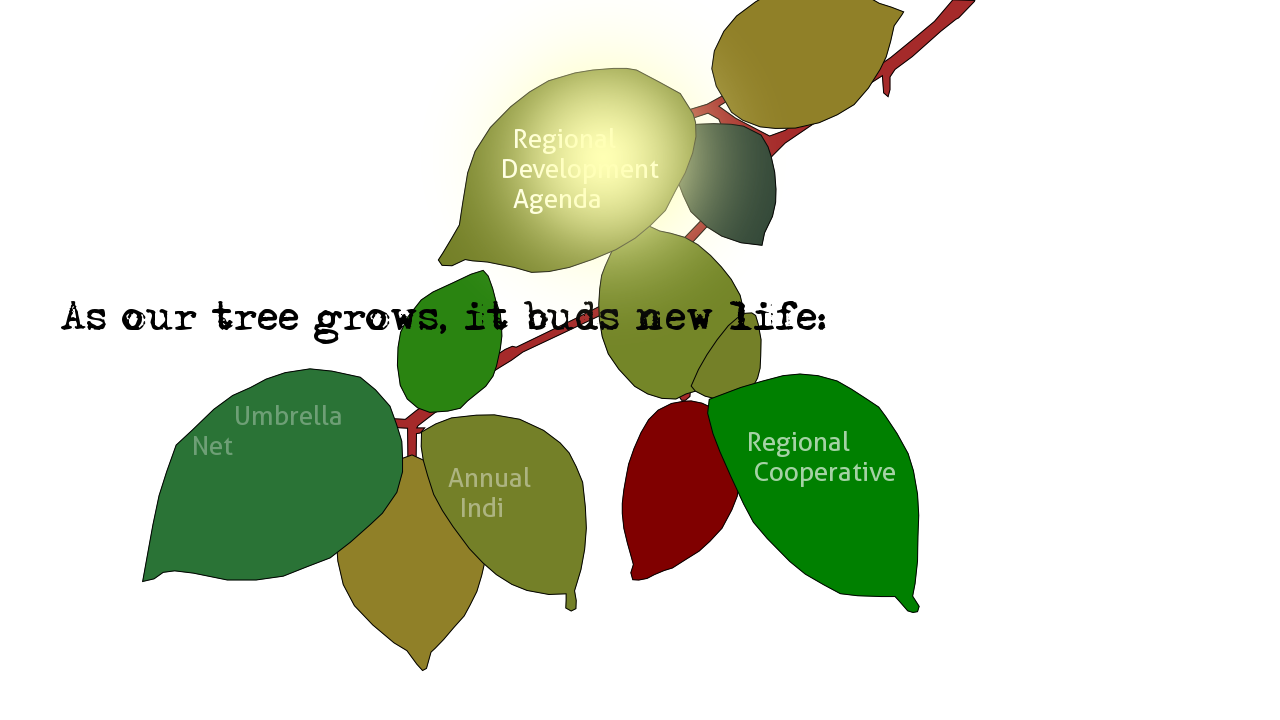 Regional
Development
Agenda
As our tree grows, it buds new life:
Umbrella
Net
Annual
Indi
Regional
Cooperative